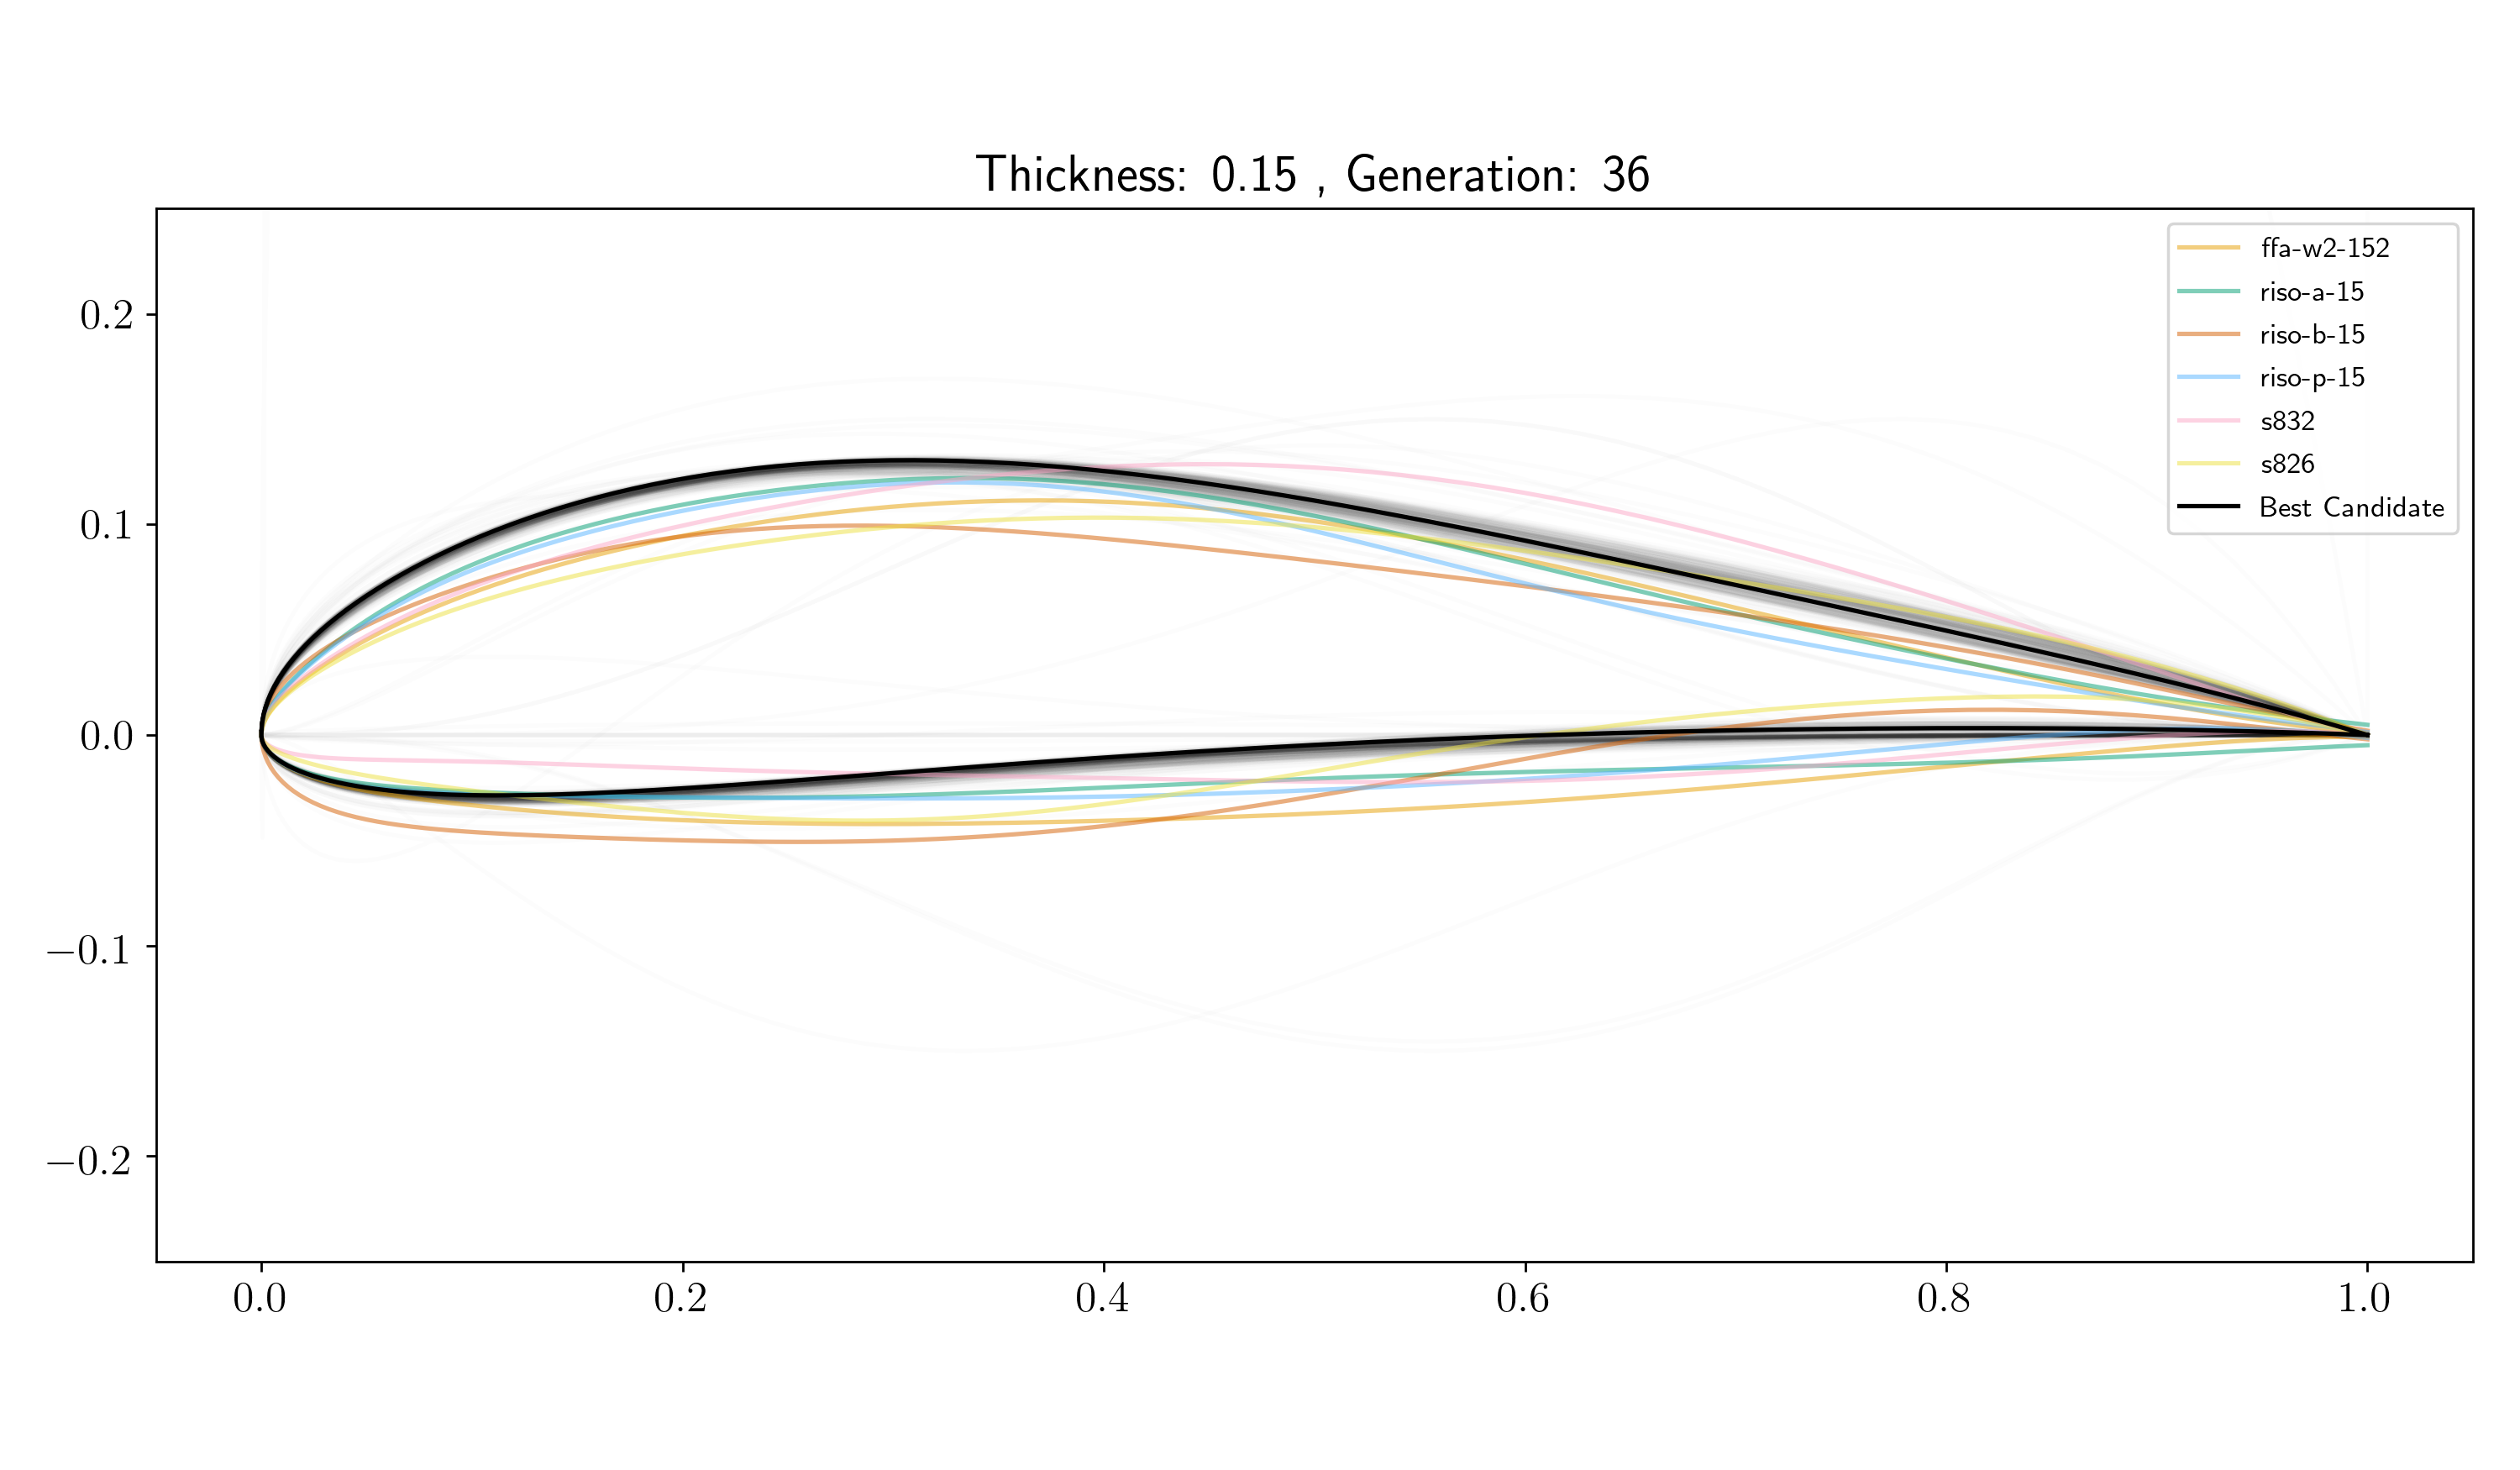 Thickness: 0.15 , Generation: 36
ffa-w2-152
riso-a-15
riso-b-15
riso-p-15
s832
s826
Best Candidate
0.2
0.1
0.0
−0.1
−0.2
0.0 0.2 0.4 0.6 0.8 1.0